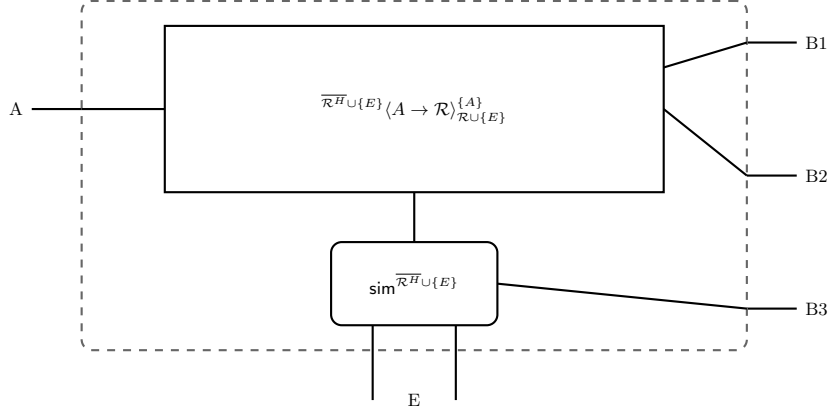 B1
A
$^{\overline{\mathcal{R}^H} \cup \{E\}} \langle A \to \mathcal{R} \rangle^{\{A\}}_{\mathcal{R} \cup \{E\}}$
B2
$\mathsf{sim}^{\overline{\mathcal{R}^H} \cup \{E\}}$
B3
E